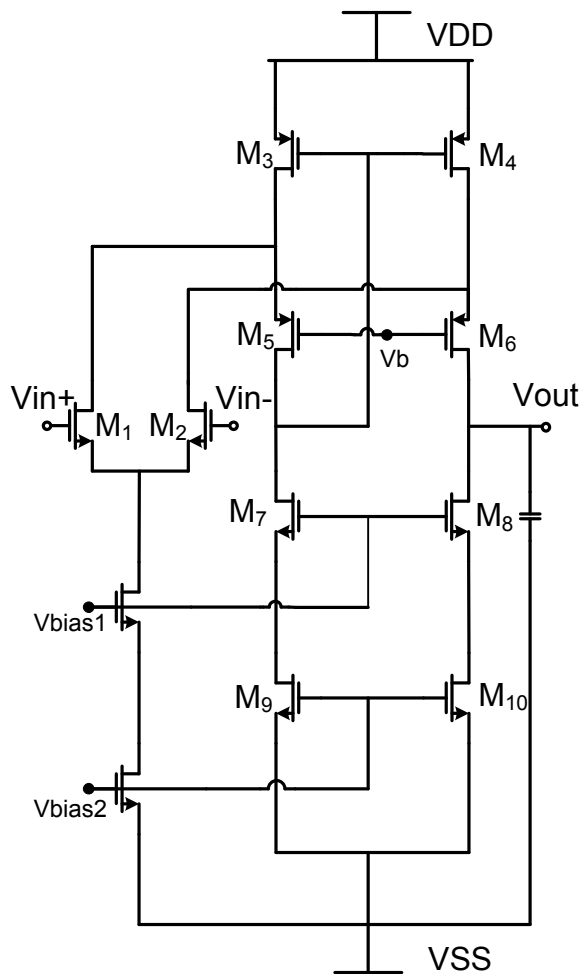 VDD
M3 M4
M5 Vb M6
Vin+ M1 M2 Vin- Vout
M7 M8
Vbias1
M9 M10
Vbias2
VSS